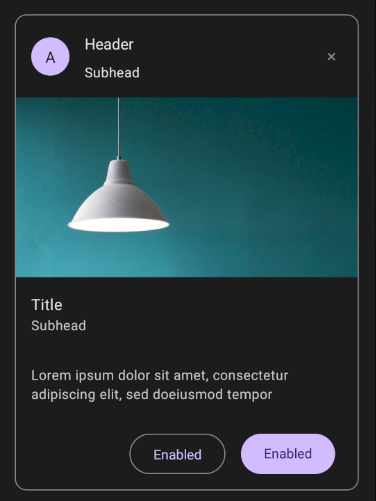 A
Header
Subhead
Title
Subhead
Lorem ipsum dolor sit amet, consectetur
adipiscing elit, sed doeiusmod tempor
Enabled
Enabled